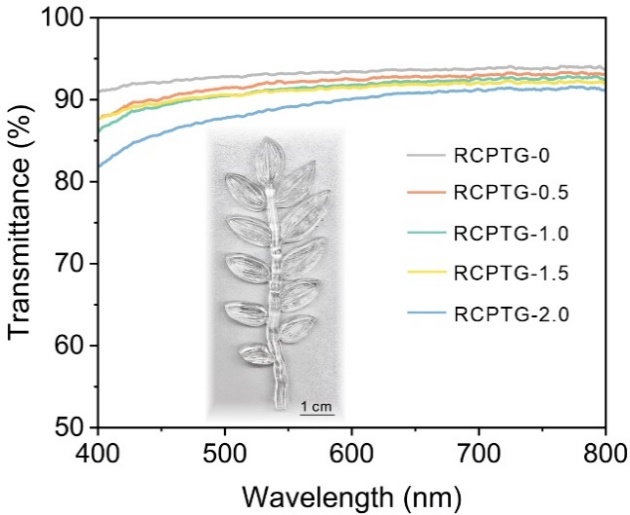 Transmittance (%)
100
90
80
70
60
50
400
500
600
700
800
Wavelength (nm)
RCPTG-0
RCPTG-0.5
RCPTG-1.0
RCPTG-1.5
RCPTG-2.0
1 cm